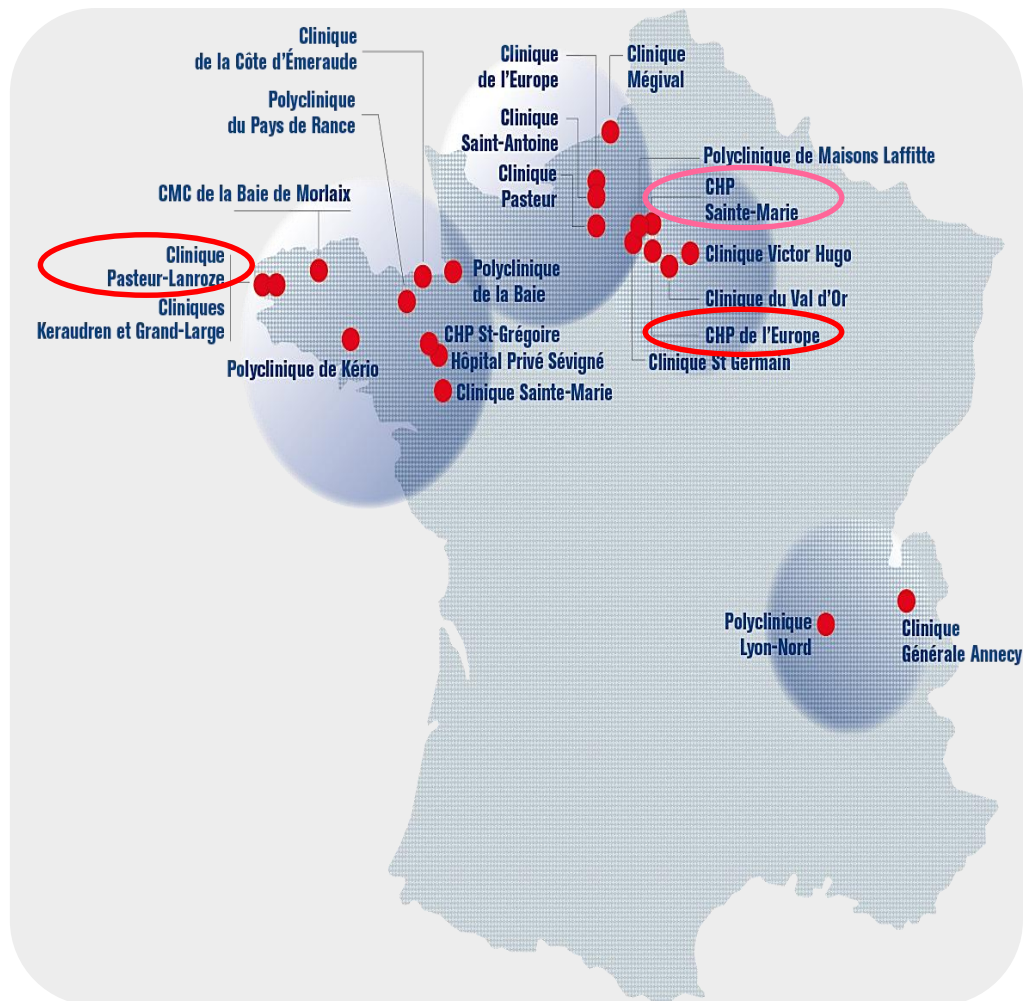 Clinique
de la Côte d'Émeraude
Polyclinique
du Pays de Rance
CMC de la Baie de Morlaix
Clinique
Pasteur-Lanroze
Cliniques
Keraudren et Grand-Large
Polyclinique de Kério
Polyclinique
de la Baie
CHP St-Grégoire
Hôpital Privé Sévigné
Clinique Sainte-Marie
Clinique
de l'Europe
Clinique
Mégival
Clinique
Saint-Antoine
Clinique
Pasteur
Polyclinique de Maisons Laffitte
CHP
Sainte-Marie
Clinique Victor Hugo
Clinique du Val d'Or
CHP de l'Europe
Clinique St Germain
Polyclinique
Lyon-Nord
Clinique
Générale Annecy